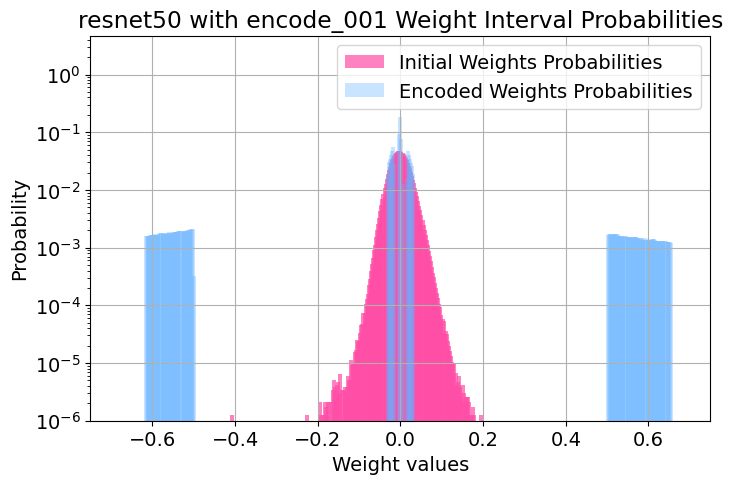 resnet50 with encode_001 Weight Interval Probabilities
Initial Weights Probabilities
Encoded Weights Probabilities
Probability
10⁰
10⁻¹
10⁻²
10⁻³
10⁻⁴
10⁻⁵
10⁻⁶
−0.6 −0.4 −0.2 0.0 0.2 0.4 0.6
Weight values